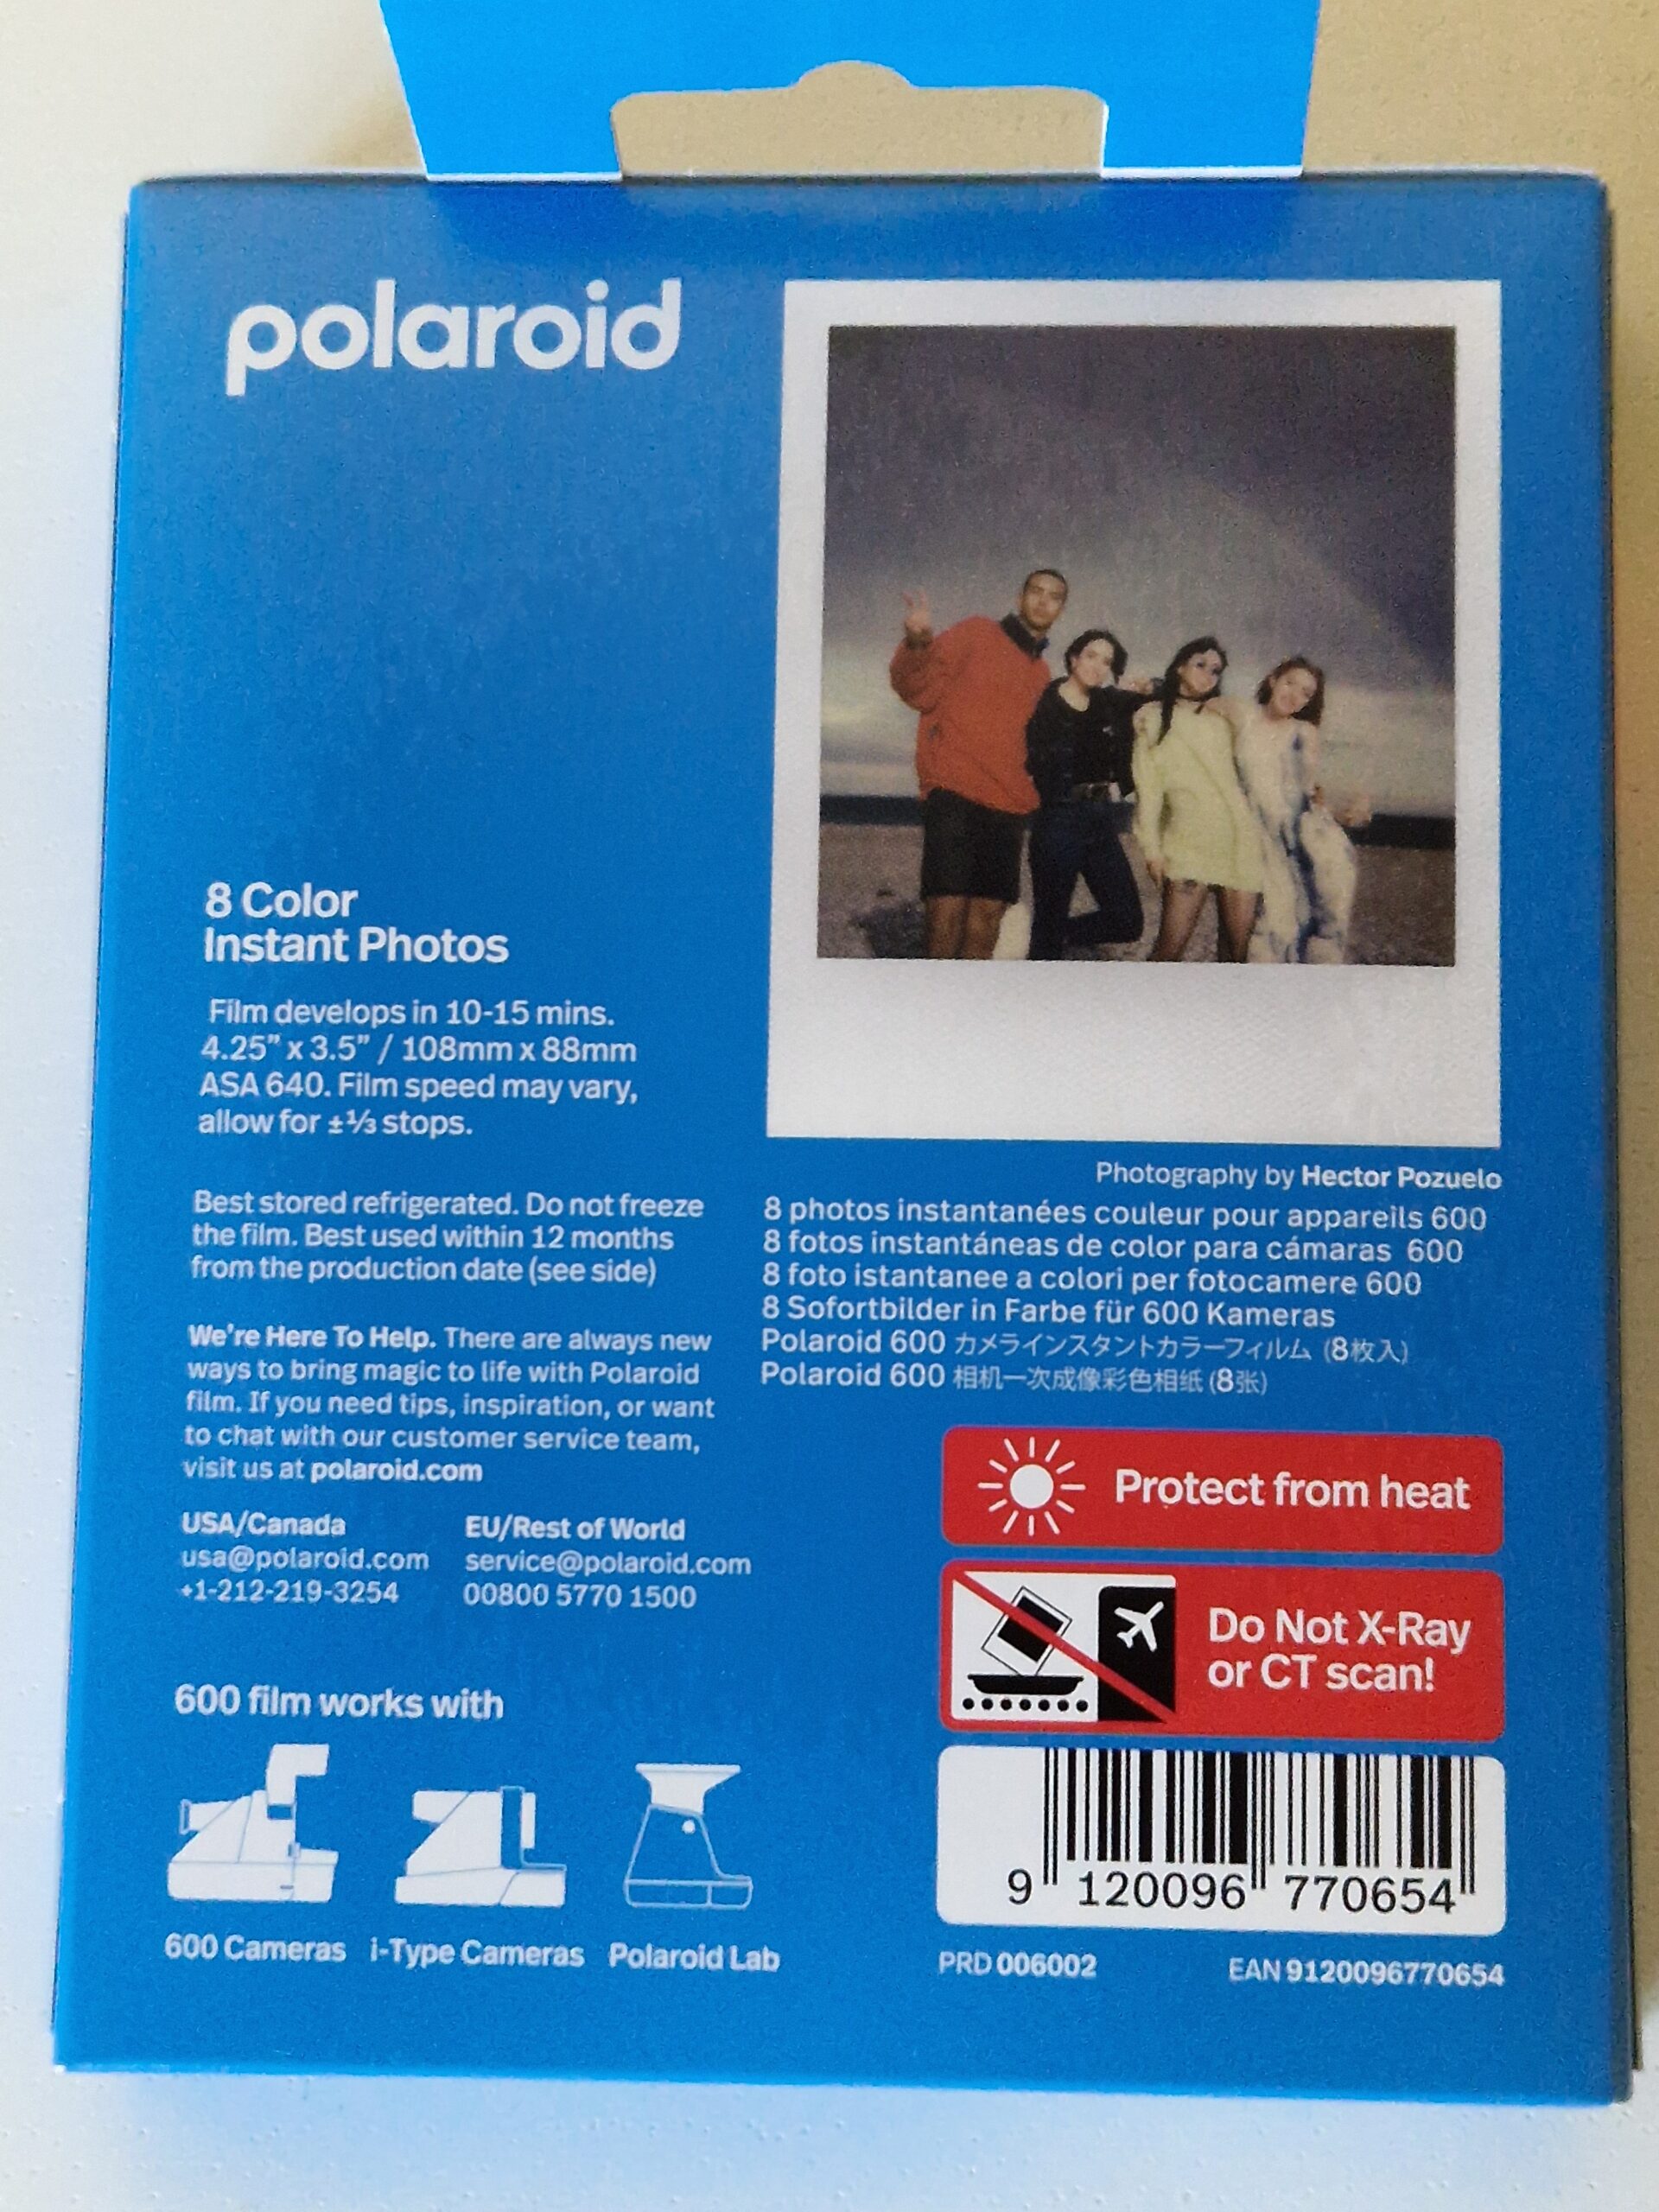 polaroid
8 Color
Instant Photos
Film develops in 10-15 mins.
4.25” x 3.5” / 108mm x 88mm
ASA 640. Film speed may vary,
allow for ±⅓ stops.
Best stored refrigerated. Do not freeze
the film. Best used within 12 months
from the production date (see side)
We're Here To Help. There are always new
ways to bring magic to life with Polaroid
film. If you need tips, inspiration, or want
to chat with our customer service team,
visit us at polaroid.com
USA/Canada
usa@polaroid.com
+1-212-219-3254
EU/Rest of World
service@polaroid.com
00800 5770 1500
600 film works with
600 Cameras
i-Type Cameras
Polaroid Lab
Photography by Hector Pozuelo
8 photos instantanées couleur pour appareils 600
8 fotos instantáneas de color para cámaras 600
8 foto istantanee a colori per fotocamere 600
8 Sofortbilder in Farbe für 600 Kameras
Polaroid 600 カメラインスタントカラーフィルム (8枚入)
Polaroid 600 相机一次成像彩色相纸 (8张)
Protect from heat
Do Not X-Ray
or CT scan!
9 120096 770654
PRD 006002
EAN 9120096770654